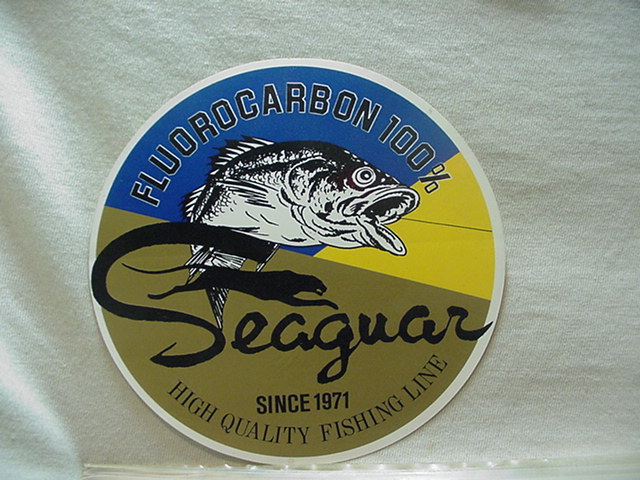 FLUOROCARBON 100%
Seaguar
SINCE 1971
HIGH QUALITY FISHING LINE